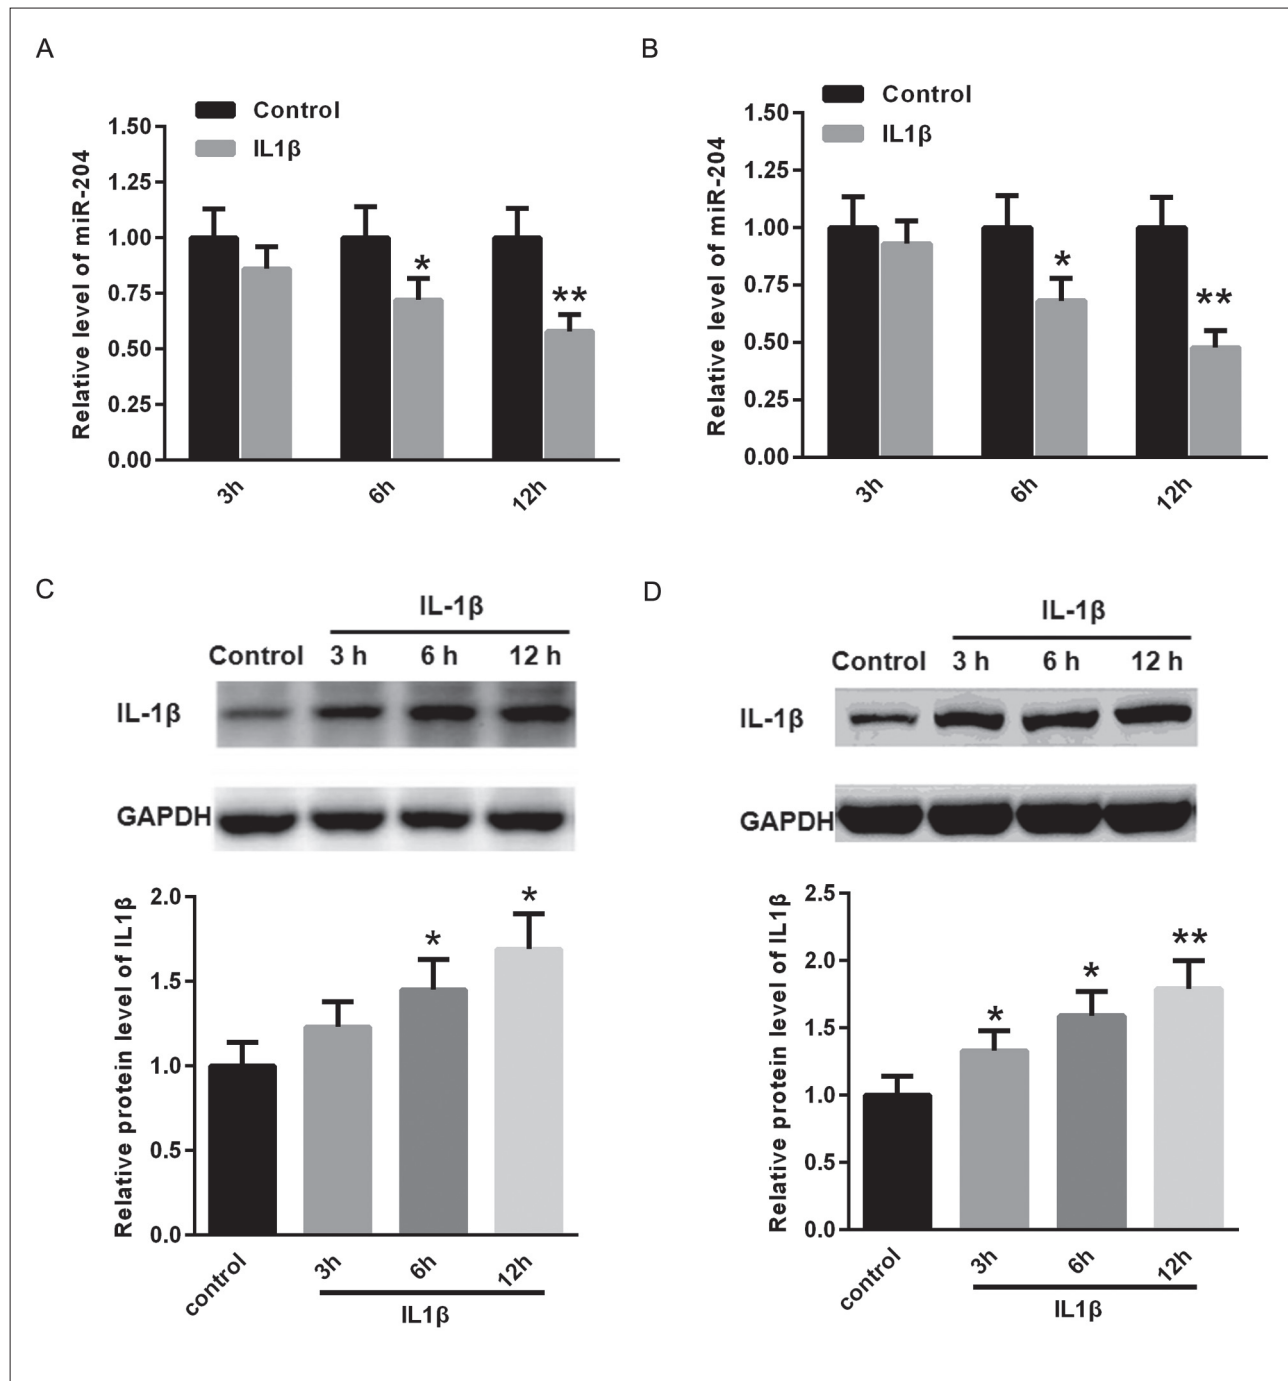 A
Control
IL1β
Relative level of miR-204
1.50
1.25
1.00
0.75
0.50
0.25
0.00
*
**
3h
6h
12h
B
Control
IL1β
Relative level of miR-204
1.50
1.25
1.00
0.75
0.50
0.25
0.00
*
**
3h
6h
12h
C
IL-1β
Control 3 h 6 h 12 h
IL-1β
GAPDH
Relative protein level of IL1β
2.0
1.5
1.0
0.5
0.0
*
*
control
3h
6h
12h
IL1β
D
IL-1β
Control 3 h 6 h 12 h
IL-1β
GAPDH
Relative protein level of IL1β
2.5
2.0
1.5
1.0
0.5
0.0
*
*
**
control
3h
6h
12h
IL1β